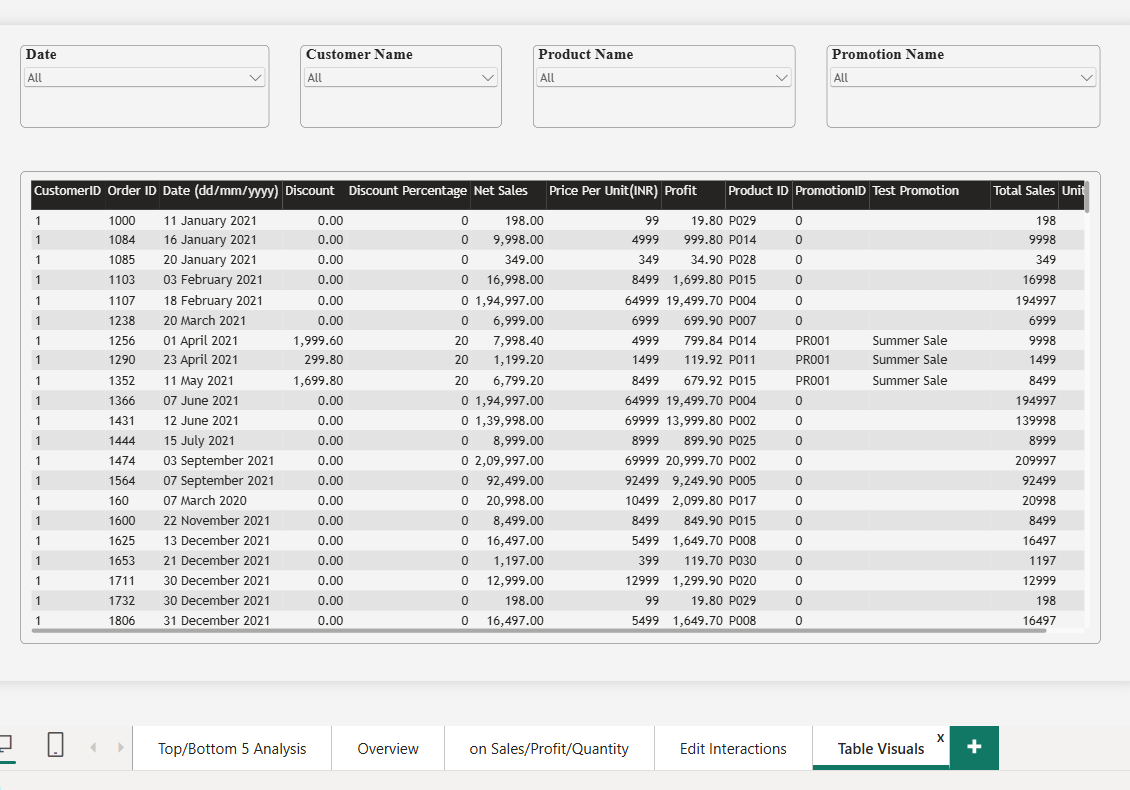 Date Customer Name Product Name Promotion Name
All All All All
CustomerID Order ID Date (dd/mm/yyyy) Discount Discount Percentage Net Sales Price Per Unit(INR) Profit Product ID PromotionID Test Promotion Total Sales Unit
1 1000 11 January 2021 0.00 0 198.00 99 19.80 P029 0 198
1 1084 16 January 2021 0.00 0 9,998.00 4999 999.80 P014 0 9998
1 1085 20 January 2021 0.00 0 349.00 349 34.90 P028 0 349
1 1103 03 February 2021 0.00 0 16,998.00 8499 1,699.80 P015 0 16998
1 1107 18 February 2021 0.00 0 1,94,997.00 64999 19,499.70 P004 0 194997
1 1238 20 March 2021 0.00 0 6,999.00 6999 699.90 P007 0 6999
1 1256 01 April 2021 1,999.60 20 7,998.40 4999 799.84 P014 PR001 Summer Sale 9998
1 1290 23 April 2021 299.80 20 1,199.20 1499 119.92 P011 PR001 Summer Sale 1499
1 1352 11 May 2021 1,699.80 20 6,799.20 8499 679.92 P015 PR001 Summer Sale 8499
1 1366 07 June 2021 0.00 0 1,94,997.00 64999 19,499.70 P004 0 194997
1 1431 12 June 2021 0.00 0 1,39,998.00 69999 13,999.80 P002 0 139998
1 1444 15 July 2021 0.00 0 8,999.00 8999 899.90 P025 0 8999
1 1474 03 September 2021 0.00 0 2,09,997.00 69999 20,999.70 P002 0 209997
1 1564 07 September 2021 0.00 0 92,499.00 92499 9,249.90 P005 0 92499
1 160 07 March 2020 0.00 0 20,998.00 10499 2,099.80 P017 0 20998
1 1600 22 November 2021 0.00 0 8,499.00 8499 849.90 P015 0 8499
1 1625 13 December 2021 0.00 0 16,497.00 5499 1,649.70 P008 0 16497
1 1653 21 December 2021 0.00 0 1,197.00 399 119.70 P030 0 1197
1 1711 30 December 2021 0.00 0 12,999.00 12999 1,299.90 P020 0 12999
1 1732 30 December 2021 0.00 0 198.00 99 19.80 P029 0 198
1 1806 31 December 2021 0.00 0 16,497.00 5499 1,649.70 P008 0 16497
Top/Bottom 5 Analysis Overview on Sales/Profit/Quantity Edit Interactions Table Visuals x +